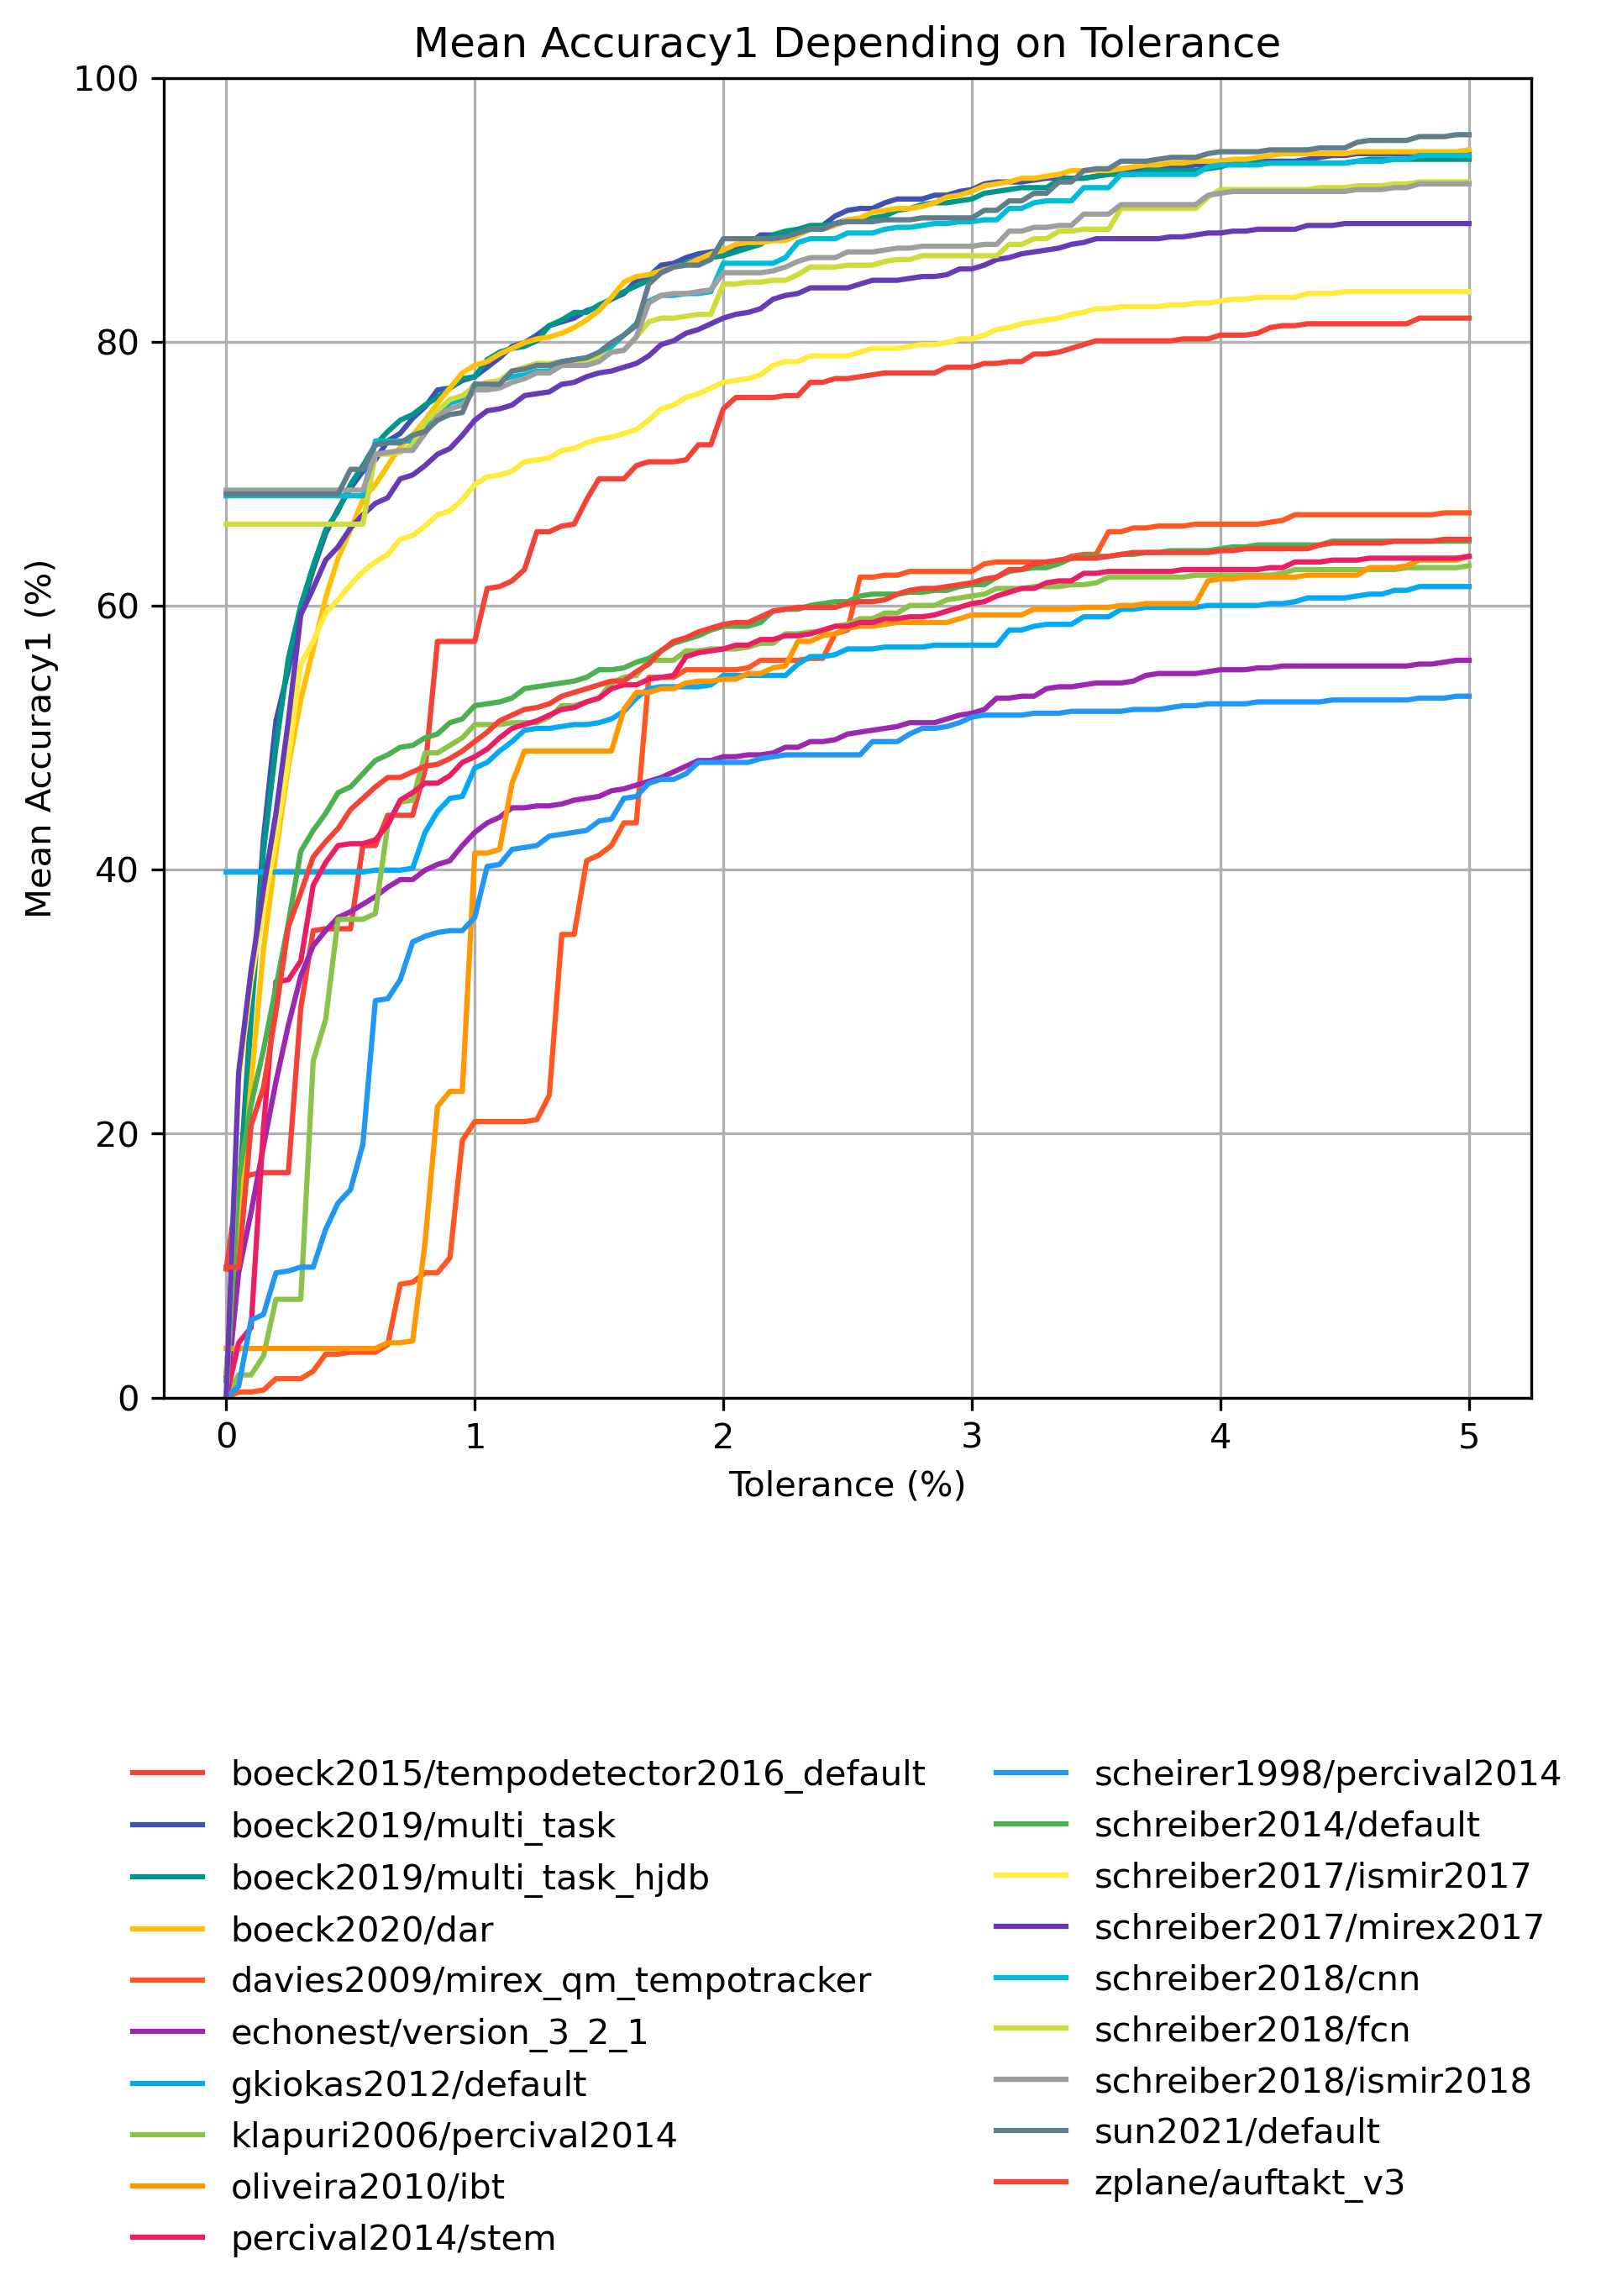 Mean Accuracy1 Depending on Tolerance
100
80
60
40
20
0
Mean Accuracy1 (%)
0 1 2 3 4 5
Tolerance (%)
boeck2015/tempodetector2016_default
boeck2019/multi_task
boeck2019/multi_task_hjdb
boeck2020/dar
davies2009/mirex_qm_tempotracker
echonest/version_3_2_1
gkiokas2012/default
klapuri2006/percival2014
oliveira2010/ibt
percival2014/stem
scheirer1998/percival2014
schreiber2014/default
schreiber2017/ismir2017
schreiber2017/mirex2017
schreiber2018/cnn
schreiber2018/fcn
schreiber2018/ismir2018
sun2021/default
zplane/auftakt_v3